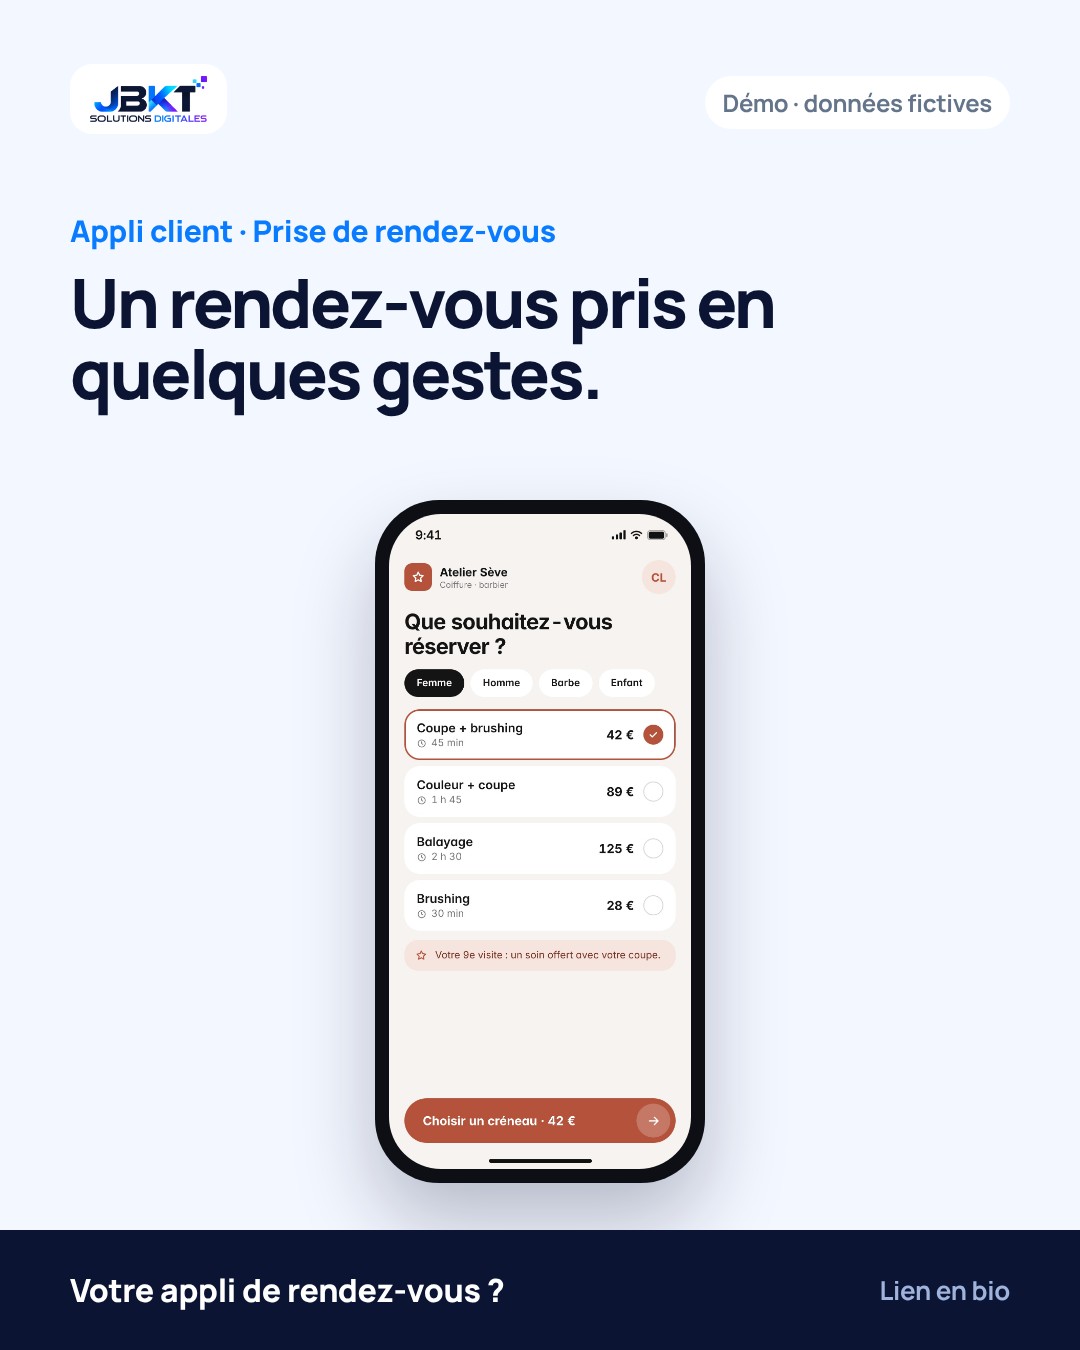 JBKT
SOLUTIONS DIGITALES
Démo · données fictives
Appli client · Prise de rendez-vous
Un rendez-vous pris en
quelques gestes.
9:41
Atelier Sève
Coiffure · barbier
CL
Que souhaitez-vous
réserver ?
Femme
Homme
Barbe
Enfant
Coupe + brushing
45 min
42 €
Couleur + coupe
1 h 45
89 €
Balayage
2 h 30
125 €
Brushing
30 min
28 €
Votre 9e visite : un soin offert avec votre coupe.
Choisir un créneau · 42 €
Votre appli de rendez-vous ?
Lien en bio